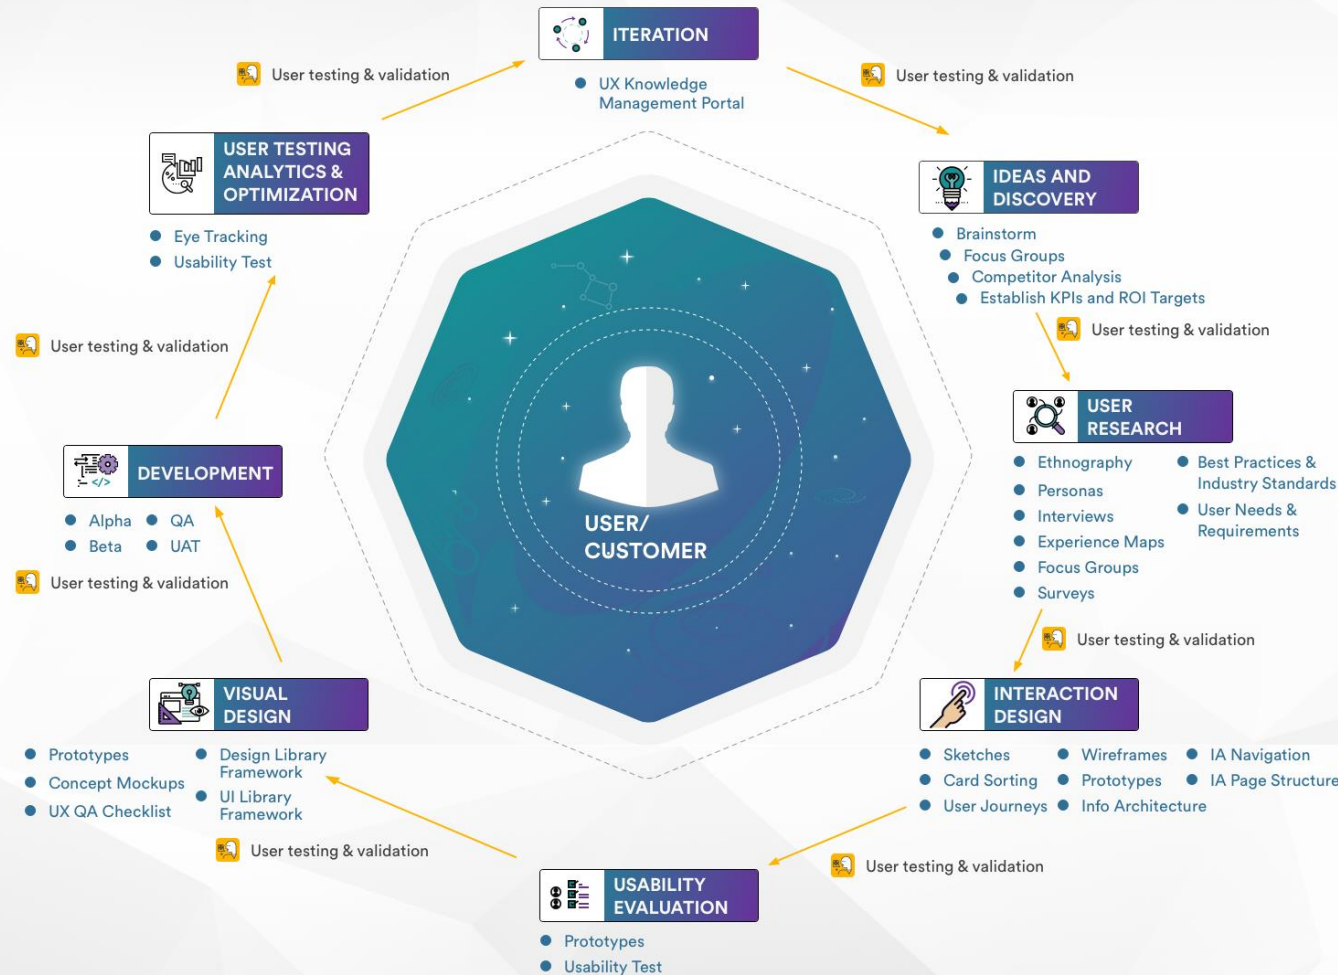 ITERATION
UX Knowledge
Management Portal
User testing & validation
IDEAS AND
DISCOVERY
Brainstorm
Focus Groups
Competitor Analysis
Establish KPIs and ROI Targets
User testing & validation
USER
RESEARCH
Ethnography
Personas
Interviews
Experience Maps
Focus Groups
Surveys
Best Practices &
Industry Standards
User Needs &
Requirements
User testing & validation
INTERACTION
DESIGN
Sketches
Card Sorting
User Journeys
Wireframes
Prototypes
Info Architecture
IA Navigation
IA Page Structure
User testing & validation
USABILITY
EVALUATION
Prototypes
Usability Test
User testing & validation
VISUAL
DESIGN
Prototypes
Concept Mockups
UX QA Checklist
Design Library
Framework
UI Library
Framework
User testing & validation
DEVELOPMENT
Alpha
Beta
QA
UAT
</>
User testing & validation
USER TESTING
ANALYTICS &
OPTIMIZATION
%
Eye Tracking
Usability Test
User testing & validation
USER/
CUSTOMER